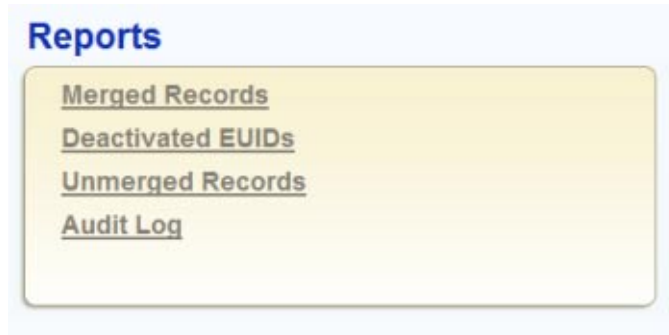 Reports
Merged Records
Deactivated EUIDs
Unmerged Records
Audit Log